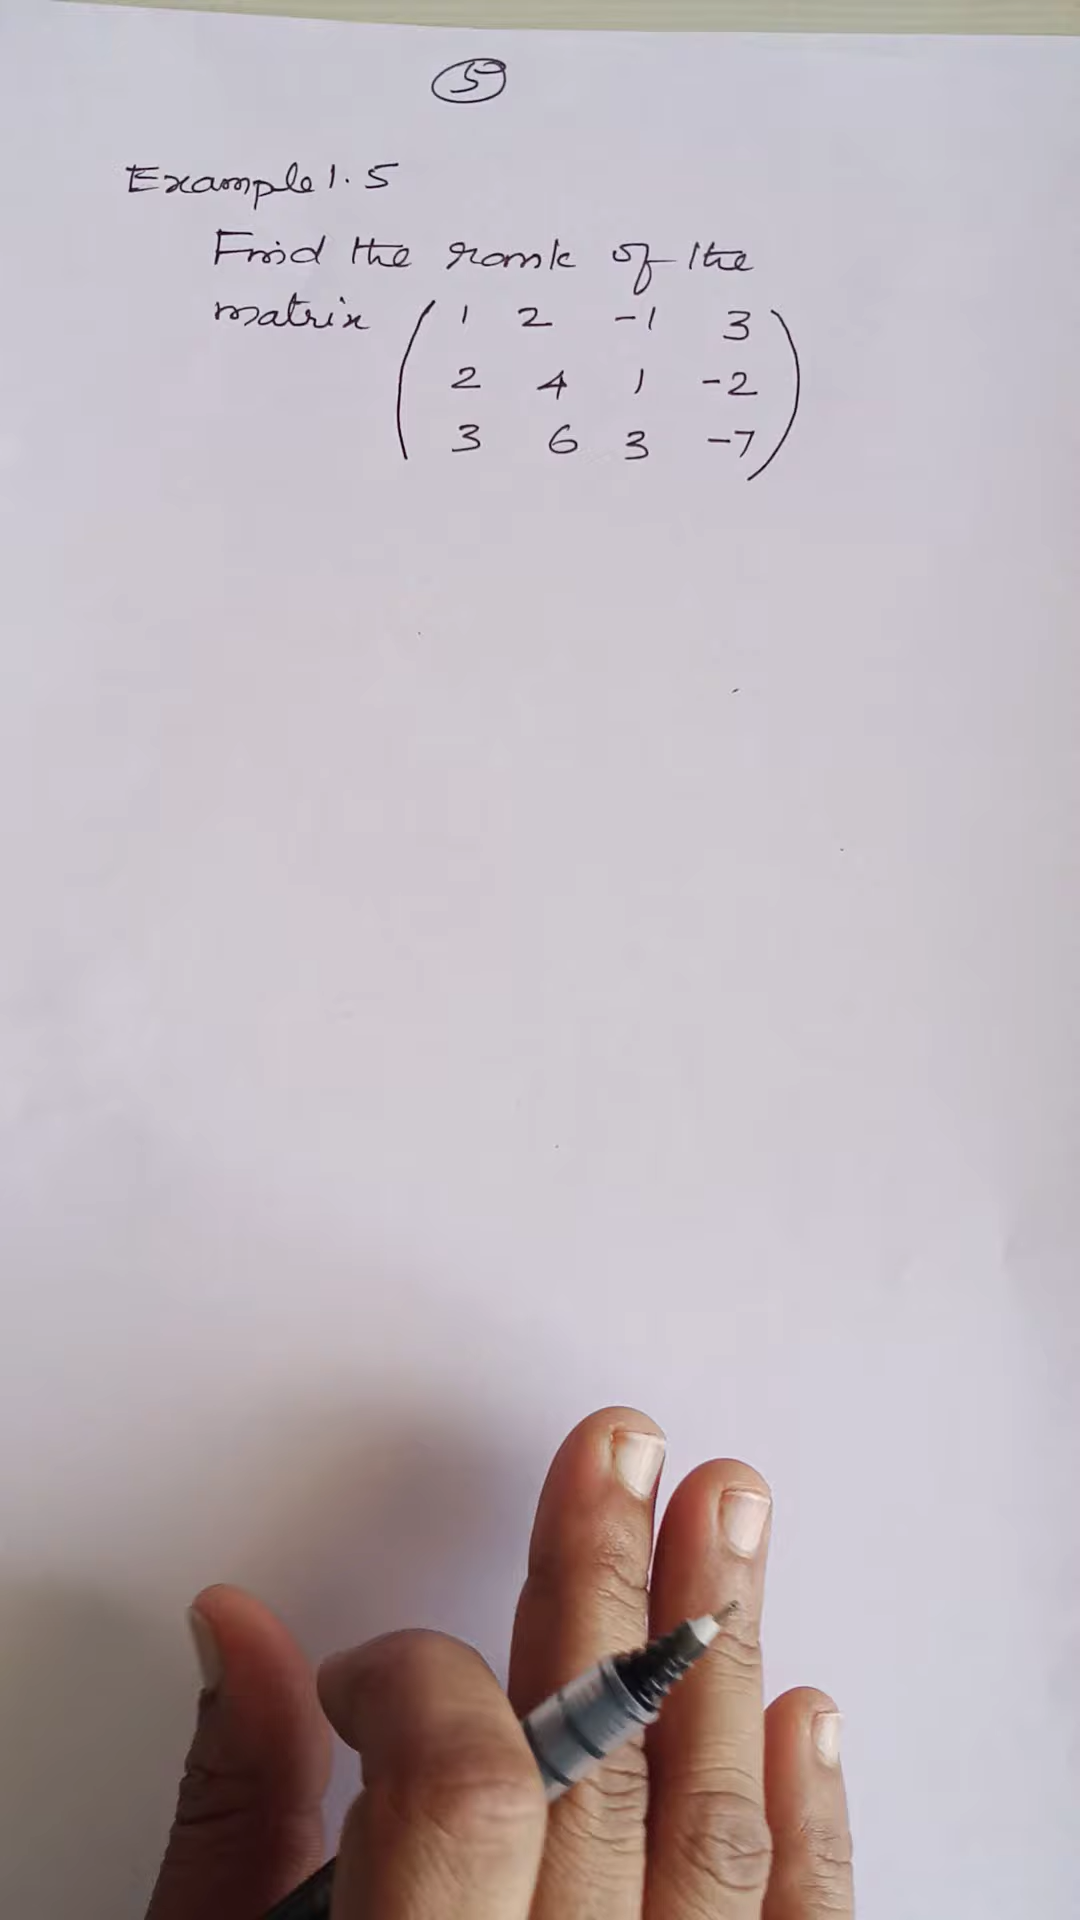 5
Example 1.5
Find the rank of the
matrix ( 1 2 -1 3
2 4 1 -2
3 6 3 -7 )